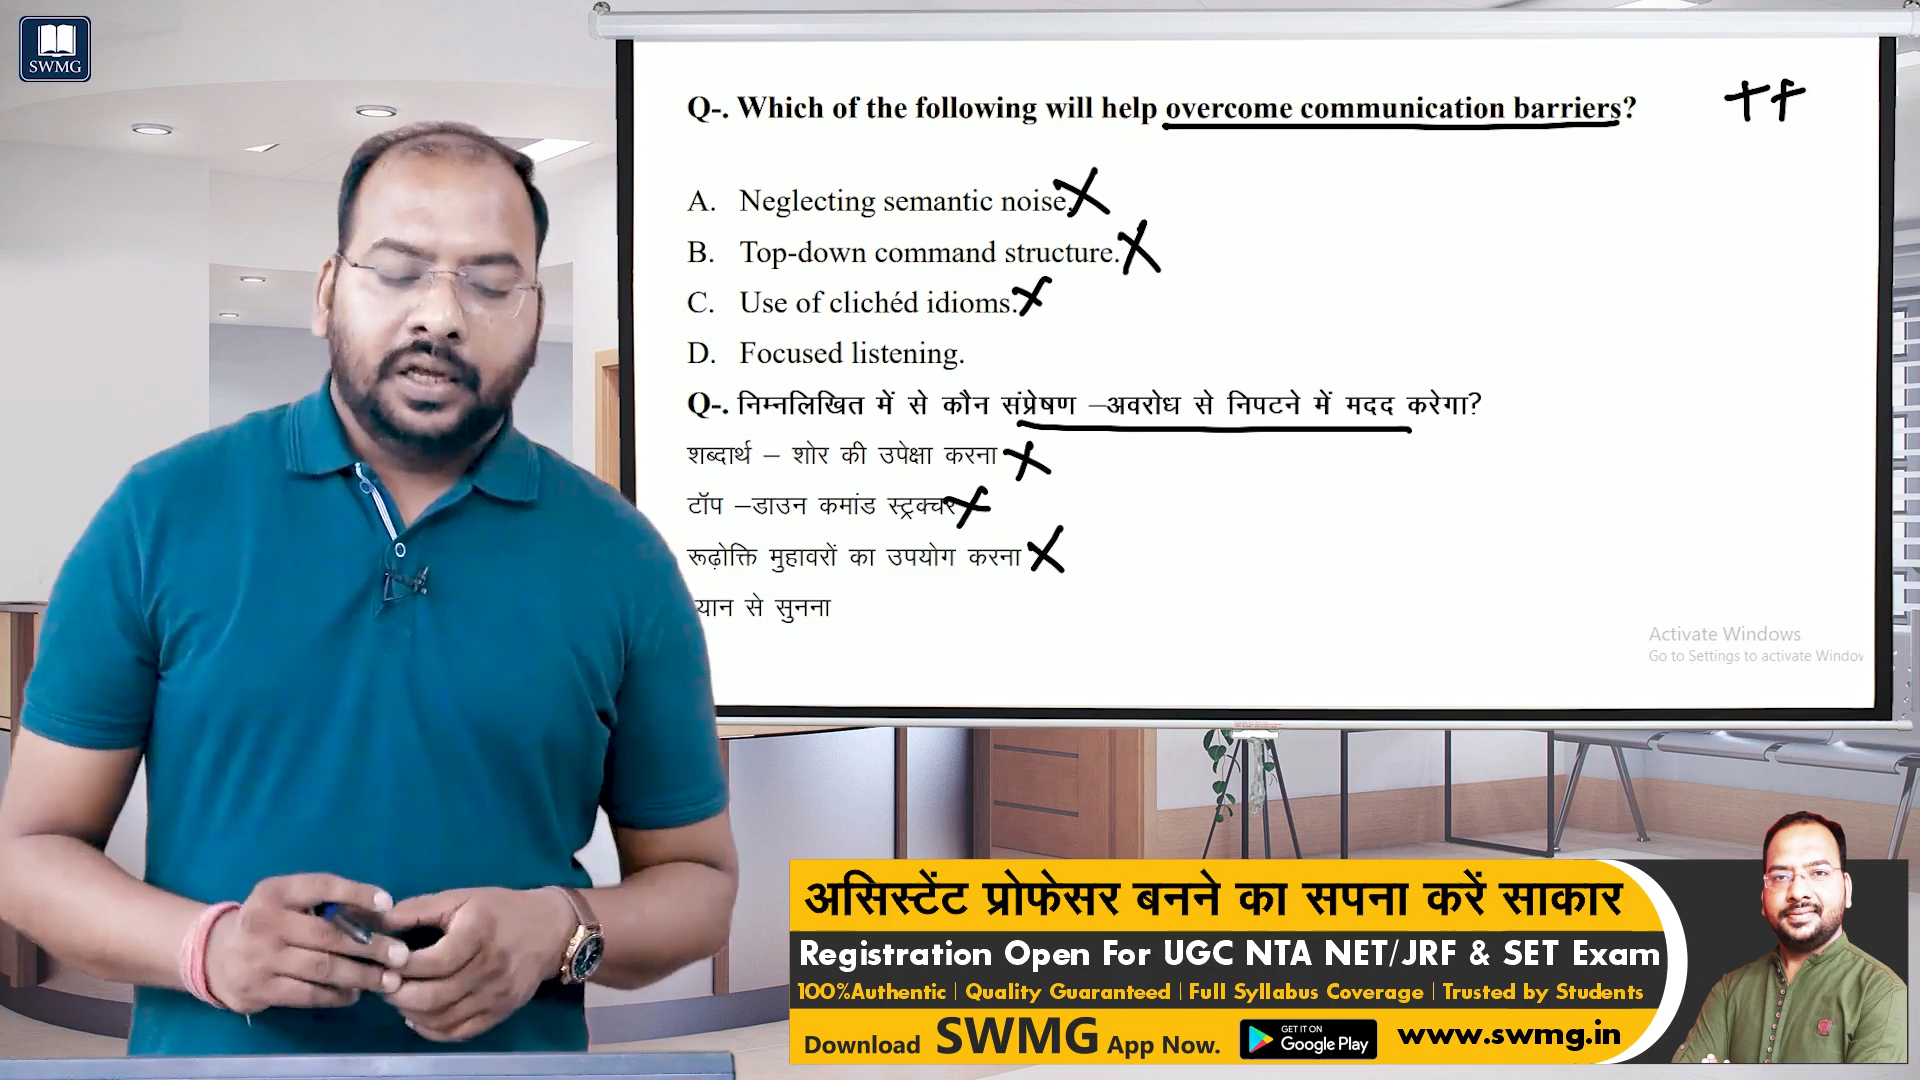 SWMG
Q-. Which of the following will help overcome communication barriers?
A. Neglecting semantic noise.
B. Top-down command structure.
C. Use of clichéd idioms.
D. Focused listening.
Q-. निम्नलिखित में से कौन संप्रेषण –अवरोध से निपटने में मदद करेगा?
शब्दार्थ – शोर की उपेक्षा करना
टॉप –डाउन कमांड स्ट्रक्चर
रूढ़ोक्ति मुहावरों का उपयोग करना
से सुनना
Activate Windows
Go to Settings to activate Window
असिस्टेंट प्रोफेसर बनने का सपना करें साकार
Registration Open For UGC NTA NET/JRF & SET Exam
100%Authentic | Quality Guaranteed | Full Syllabus Coverage | Trusted by Students
Download SWMG App Now. GET IT ON Google Play www.swmg.in